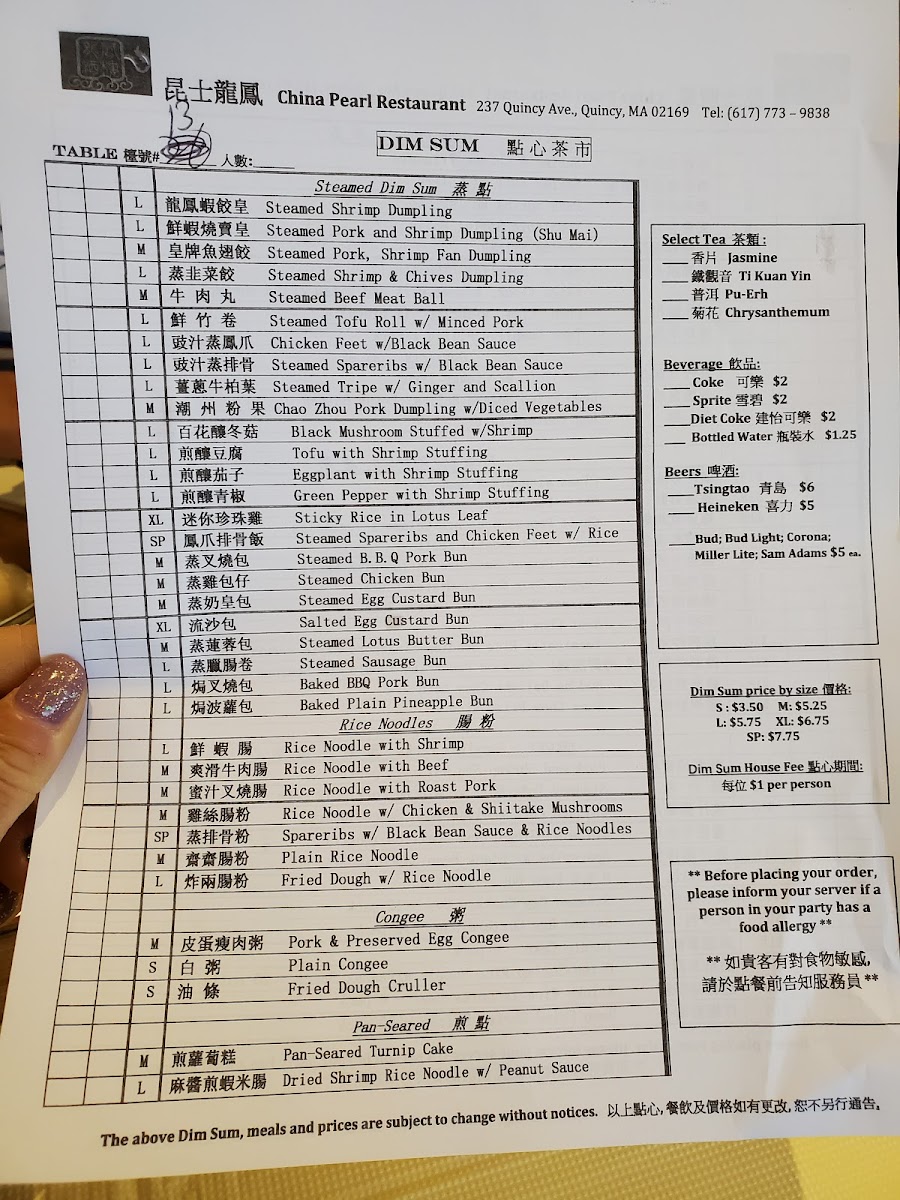 昆士龍鳳 China Pearl Restaurant 237 Quincy Ave., Quincy, MA 02169 Tel: (617) 773 – 9838
13
TABLE 檯號#
人數:
DIM SUM 點心茶市
Steamed Dim Sum 蒸 點
L 龍鳳蝦餃皇 Steamed Shrimp Dumpling
L 鮮蝦燒賣皇 Steamed Pork and Shrimp Dumpling (Shu Mai)
M 皇牌魚翅餃 Steamed Pork, Shrimp Fan Dumpling
L 蒸韭菜餃 Steamed Shrimp & Chives Dumpling
M 牛 肉 丸 Steamed Beef Meat Ball
L 鮮 竹 卷 Steamed Tofu Roll w/ Minced Pork
L 豉汁蒸鳳爪 Chicken Feet w/Black Bean Sauce
L 豉汁蒸排骨 Steamed Spareribs w/ Black Bean Sauce
L 薑蔥牛柏葉 Steamed Tripe w/ Ginger and Scallion
M 潮 州 粉 果 Chao Zhou Pork Dumpling w/Diced Vegetables
L 百花釀冬菇 Black Mushroom Stuffed w/Shrimp
L 煎釀豆腐 Tofu with Shrimp Stuffing
L 煎釀茄子 Eggplant with Shrimp Stuffing
L 煎釀青椒 Green Pepper with Shrimp Stuffing
XL 迷你珍珠雞 Sticky Rice in Lotus Leaf
SP 鳳爪排骨飯 Steamed Spareribs and Chicken Feet w/ Rice
M 蒸叉燒包 Steamed B.B.Q Pork Bun
M 蒸雞包仔 Steamed Chicken Bun
M 蒸奶皇包 Steamed Egg Custard Bun
XL 流沙包 Salted Egg Custard Bun
M 蒸蓮蓉包 Steamed Lotus Butter Bun
L 蒸臘腸卷 Steamed Sausage Bun
L 焗叉燒包 Baked BBQ Pork Bun
L 焗波蘿包 Baked Plain Pineapple Bun
Rice Noodles 腸 粉
L 鮮 蝦 腸 Rice Noodle with Shrimp
M 爽滑牛肉腸 Rice Noodle with Beef
M 蜜汁叉燒腸 Rice Noodle with Roast Pork
M 雞絲腸粉 Rice Noodle w/ Chicken & Shiitake Mushrooms
SP 蒸排骨粉 Spareribs w/ Black Bean Sauce & Rice Noodles
M 齋齋腸粉 Plain Rice Noodle
L 炸兩腸粉 Fried Dough w/ Rice Noodle
Congee 粥
M 皮蛋瘦肉粥 Pork & Preserved Egg Congee
S 白 粥 Plain Congee
S 油 條 Fried Dough Cruller
Pan-Seared 煎 點
M 煎蘿蔔糕 Pan-Seared Turnip Cake
L 麻醬煎蝦米腸 Dried Shrimp Rice Noodle w/ Peanut Sauce
Select Tea 茶類 :
香片 Jasmine
鐵觀音 Ti Kuan Yin
普洱 Pu-Erh
菊花 Chrysanthemum
Beverage 飲品:
Coke 可樂 $2
Sprite 雪碧 $2
Diet Coke 建怡可樂 $2
Bottled Water 瓶裝水 $1.25
Beers 啤酒:
Tsingtao 青島 $6
Heineken 喜力 $5
Bud; Bud Light; Corona;
Miller Lite; Sam Adams $5 ea.
Dim Sum price by size 價格:
S : $3.50 M: $5.25
L: $5.75 XL: $6.75
SP: $7.75
Dim Sum House Fee 點心期間:
每位 $1 per person
** Before placing your order,
please inform your server if a
person in your party has a
food allergy **
** 如貴客有對食物敏感,
請於點餐前告知服務員 **
The above Dim Sum, meals and prices are subject to change without notices. 以上點心, 餐飲及價格如有更改, 恕不另行通告。